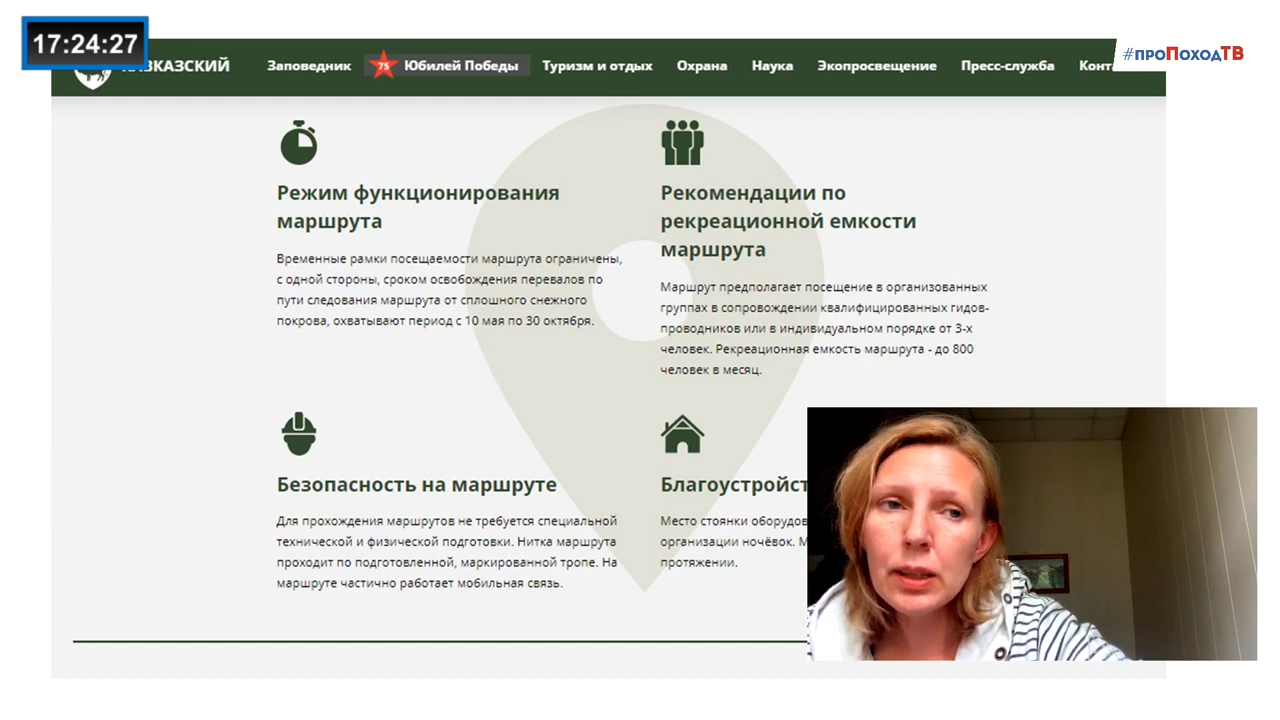 17:24:27
#проПоходТВ
Заповедник
75
Юбилей Победы
Туризм и отдых
Охрана
Наука
Экопросвещение
Пресс-служба
Режим функционирования
маршрута
Временные рамки посещаемости маршрута ограничены,
с одной стороны, сроком освобождения перевалов по
пути следования маршрута от сплошного снежного
покрова, охватывают период с 10 мая по 30 октября.
Рекомендации по
рекреационной емкости
маршрута
Маршрут предполагает посещение в организованных
группах в сопровождении квалифицированных гидов-
проводников или в индивидуальном порядке от 3-х
человек. Рекреационная емкость маршрута - до 800
человек в месяц.
Безопасность на маршруте
Для прохождения маршрутов не требуется специальной
технической и физической подготовки. Нитка маршрута
проходит по подготовленной, маркированной тропе. На
маршруте частично работает мобильная связь.
Благоустройст
Место стоянки оборудов
организации ночёвок. М
протяжении.